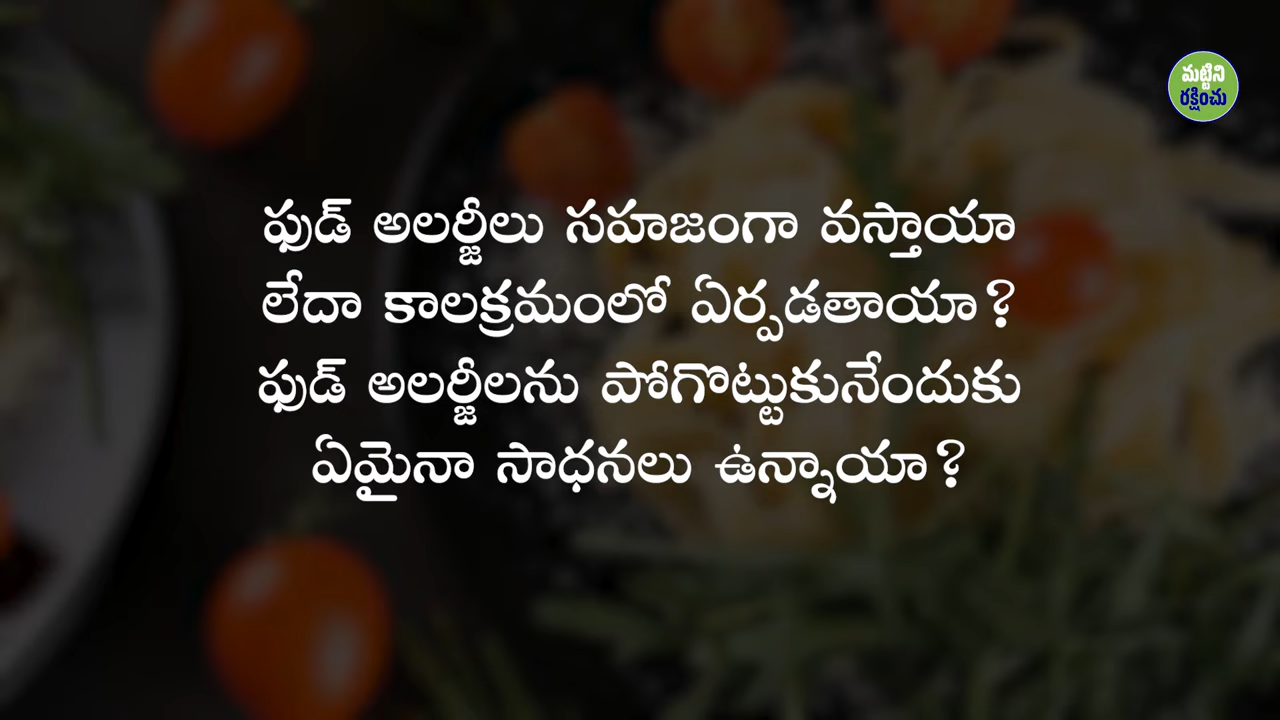 మట్టిని
రక్షించు
ఫుడ్ అలర్జీలు సహజంగా వస్తాయా
లేదా కాలక్రమంలో ఏర్పడతాయా?
ఫుడ్ అలర్జీలను పోగొట్టుకునేందుకు
ఏమైనా సాధనలు ఉన్నాయా?